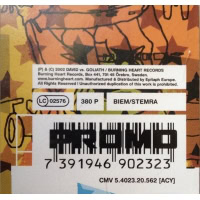 (P) & (C) 2002 DAVID vs. GOLIATH / BURNING HEART RECORDS
Burning Heart Records, Box 441, 701 48 Örebro, Sweden.
www.burningheart.com. Manufactured & Distributed by Epitaph Europe.
All Rights Reserved / Unauthorized duplication of this work is prohibited.
LC 02576 380 P BIEM/STEMRA
PROMO
7 391946 902323
CMV 5.4023.20.562 [ACY]